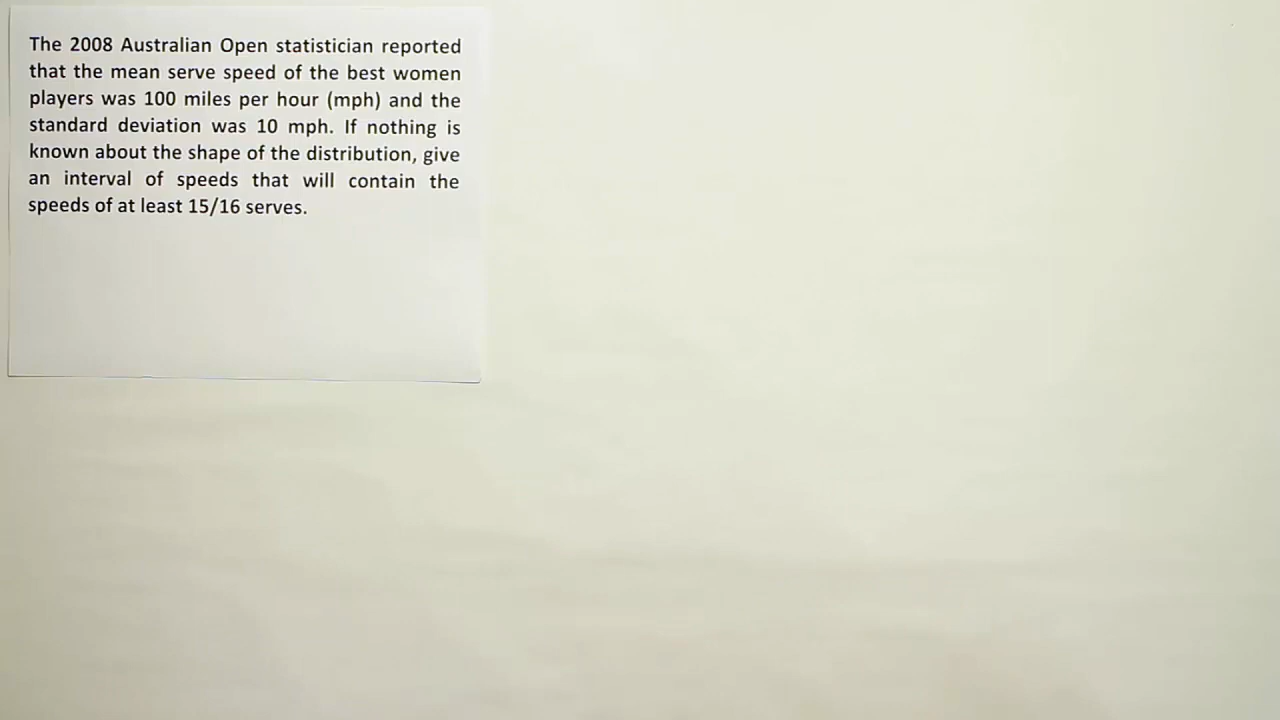 The 2008 Australian Open statistician reported
that the mean serve speed of the best women
players was 100 miles per hour (mph) and the
standard deviation was 10 mph. If nothing is
known about the shape of the distribution, give
an interval of speeds that will contain the
speeds of at least 15/16 serves.